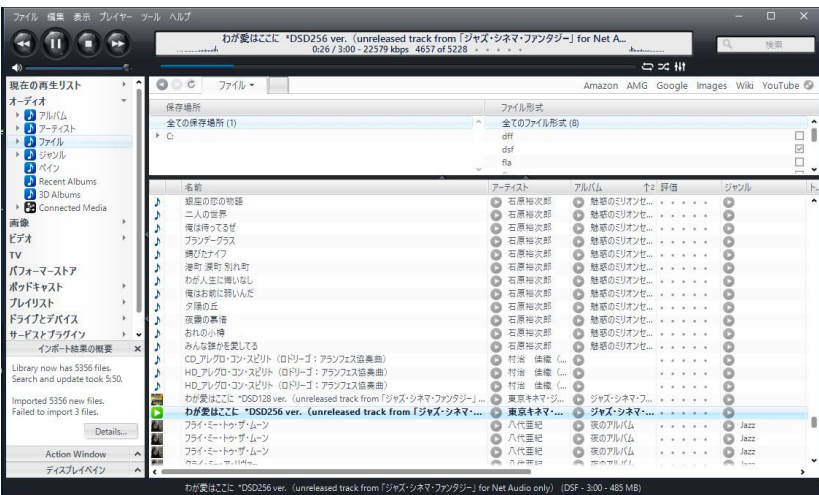 ファイル 編集 表示 プレイヤー ツール ヘルプ
わが愛はここに *DSD256 ver.（unreleased track from「ジャズ・シネマ・ファンタジー」for Net A...
0:26 / 3:00 - 22579 kbps 4657 of 5228
検索
現在の再生リスト
オーディオ
アルバム
アーティスト
ファイル
ジャンル
ペイン
Recent Albums
3D Albums
Connected Media
画像
ビデオ
TV
パフォーマーストア
ポッドキャスト
プレイリスト
ドライブとデバイス
サービスとプラグイン
インポート結果の概要
Library now has 5356 files.
Search and update took 5:50.
Imported 5356 new files.
Failed to import 3 files.
Details...
Action Window
ディスプレイペイン
ファイル
Amazon AMG Google Images Wiki YouTube
保存場所 ファイル形式
全ての保存場所 (1) 全てのファイル形式 (8)
C: dff
dsf
fla
名前 アーティスト アルバム ↑2 評価 ジャンル ト...
銀座の恋の物語 石原裕次郎 魅惑のミリオンセ...
二人の世界 石原裕次郎 魅惑のミリオンセ...
俺は待ってるぜ 石原裕次郎 魅惑のミリオンセ...
ブランデーグラス 石原裕次郎 魅惑のミリオンセ...
錆びたナイフ 石原裕次郎 魅惑のミリオンセ...
港町 涙町 別れ町 石原裕次郎 魅惑のミリオンセ...
わが人生に悔いなし 石原裕次郎 魅惑のミリオンセ...
俺はお前に弱いんだ 石原裕次郎 魅惑のミリオンセ...
夕陽の丘 石原裕次郎 魅惑のミリオンセ...
夜霧の慕情 石原裕次郎 魅惑のミリオンセ...
おれの小樽 石原裕次郎 魅惑のミリオンセ...
みんな誰かを愛してる 石原裕次郎 魅惑のミリオンセ...
CD_アレグロ・コン・スピリト（ロドリーゴ：アランフェス協奏曲） 村治 佳織（...
HD_アレグロ・コン・スピリト（ロドリーゴ：アランフェス協奏曲） 村治 佳織（...
HD_アレグロ・コン・スピリト（ロドリーゴ：アランフェス協奏曲） 村治 佳織（...
わが愛はここに *DSD128 ver.（unreleased track from「ジャズ・シネマ・ファンタジー」... 東京キネマ・ジ... ジャズ・シネマ・フ...
わが愛はここに *DSD256 ver.（unreleased track from「ジャズ・シネマ・... 東京キネマ・... ジャズ・シネマ・...
フライ・ミー・トゥ・ザ・ムーン 八代亜紀 夜のアルバム Jazz
フライ・ミー・トゥ・ザ・ムーン 八代亜紀 夜のアルバム Jazz
わが愛はここに *DSD256 ver.（unreleased track from「ジャズ・シネマ・ファンタジー」for Net Audio only） (DSF - 3:00 - 485 MB)